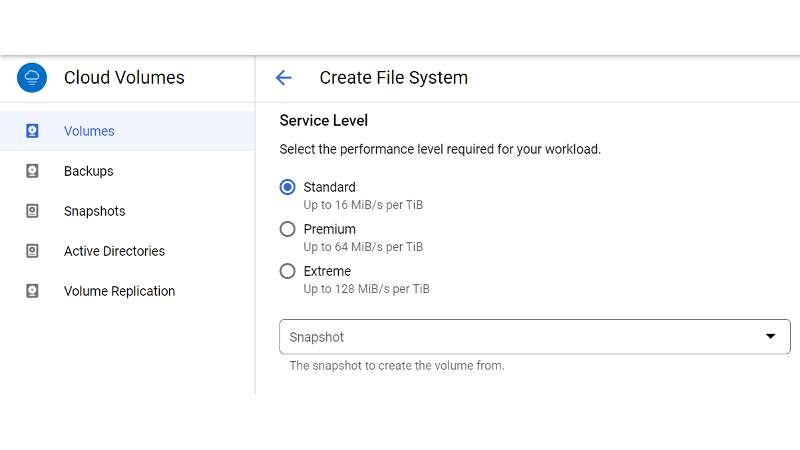 Cloud Volumes
Create File System
Volumes
Backups
Snapshots
Active Directories
Volume Replication
Service Level
Select the performance level required for your workload.
Standard
Up to 16 MiB/s per TiB
Premium
Up to 64 MiB/s per TiB
Extreme
Up to 128 MiB/s per TiB
Snapshot
The snapshot to create the volume from.